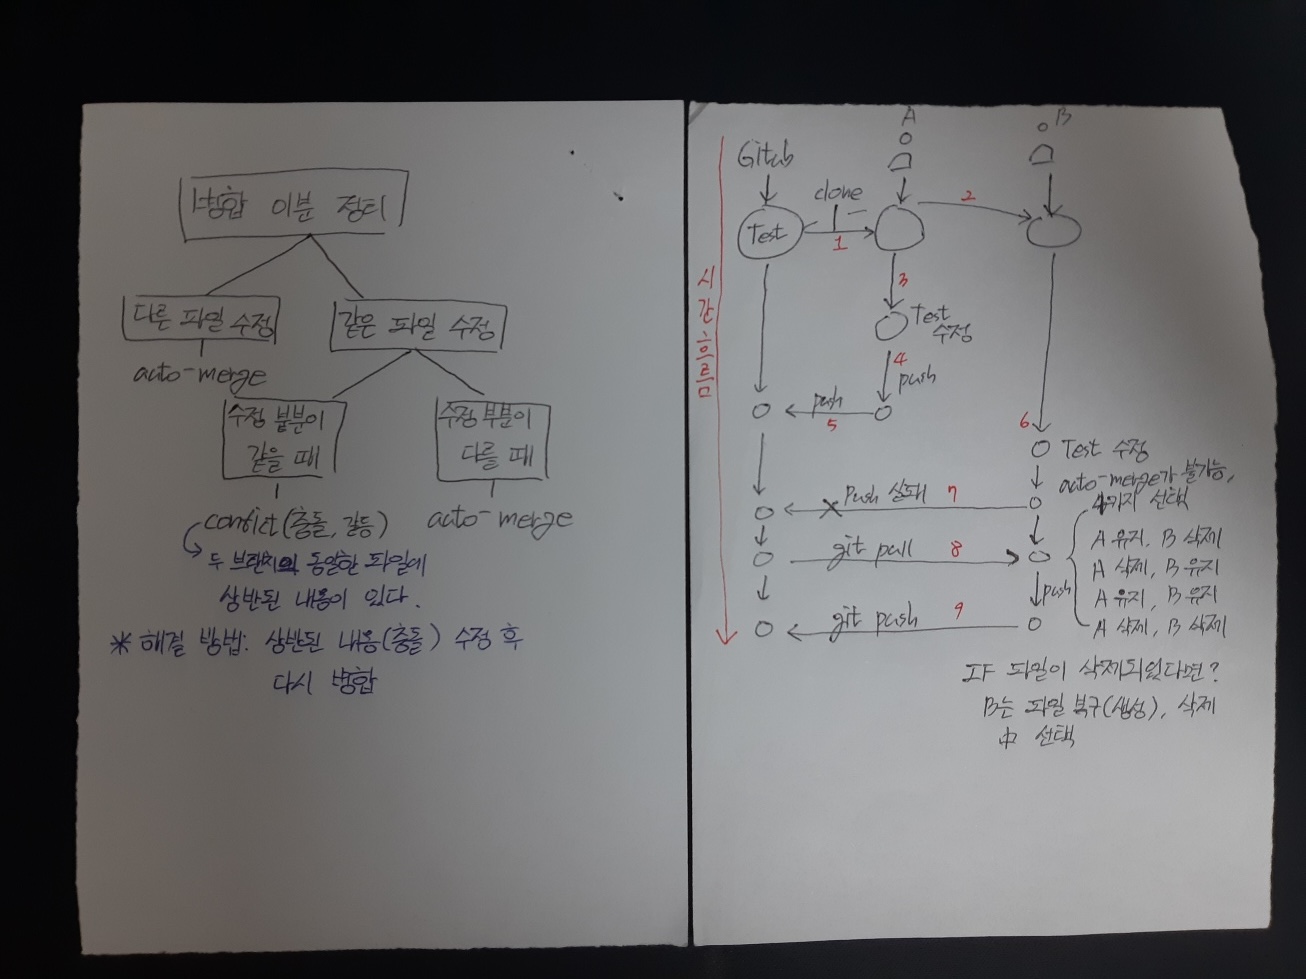 병합 이분 정리
다른 파일 수정
같은 파일 수정
auto-merge
수정 붑분이
같을 때
수정 부분이
다를 때
confict(충돌, 갈등)
auto-merge
두 브랜치의 동일한 파일에
상반된 내용이 있다.
* 해결 방법: 상반된 내용(충돌) 수정 후
다시 병합
시간흐름
Gitub
A
B
Test
clone
1
2
3
Test
수정
4
push
push
5
6
Test 수정
auto-merge가 불가능,
4가지 선택
Push 실패 7
git pull 8
A 유지, B 삭제
A 삭제, B 유지
A 유지, B 유지
A 삭제, B 삭제
push
git push 9
IF 파일이 삭제되었다면?
B는 파일 복구(생성), 삭제
中 선택